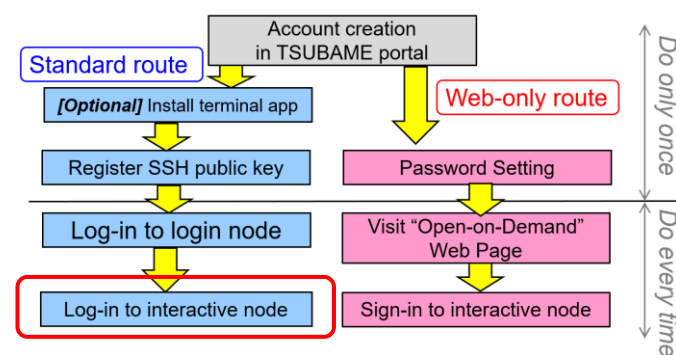 Account creation
in TSUBAME portal
Standard route
Web-only route
[Optional] Install terminal app
Register SSH public key
Password Setting
Do only once
Log-in to login node
Visit “Open-on-Demand”
Web Page
Log-in to interactive node
Sign-in to interactive node
Do every time